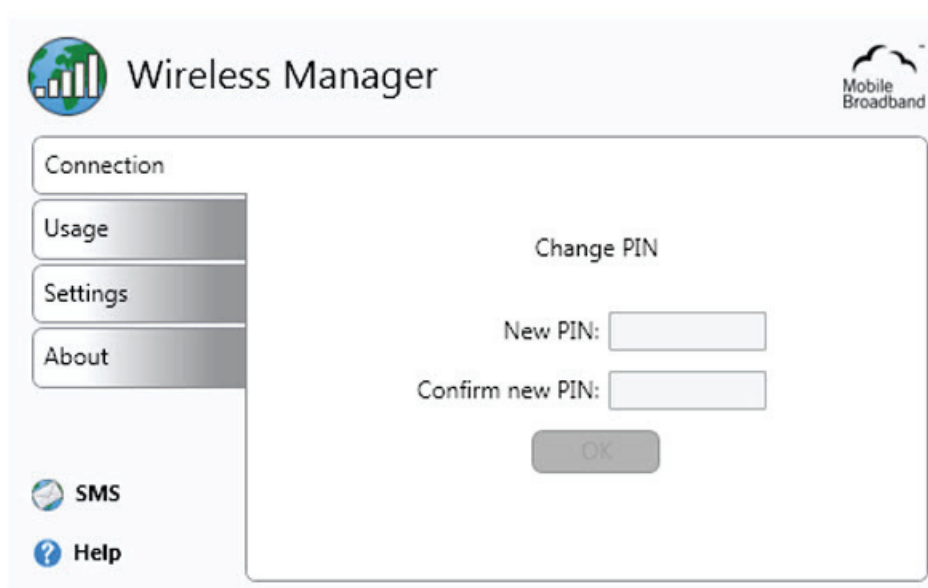 Wireless Manager
Mobile
Broadband
Connection
Usage
Settings
About
Change PIN
New PIN:
Confirm new PIN:
OK
SMS
Help